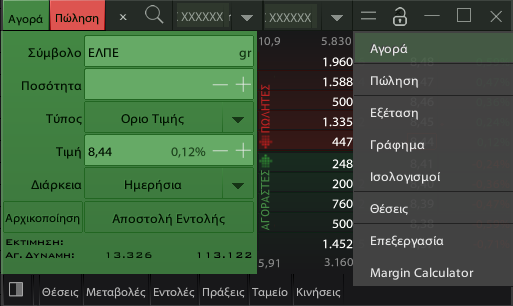 Αγορά Πώληση × XXXXXX Αγορά XXXXXX
Σύμβολο ΕΛΠΕ gr
Ποσότητα
Τύπος Οριο Τιμής
Τιμή 8,44 0,12%
Διάρκεια Ημερήσια
Αρχικοποίηση Αποστολή Εντολής
ΕΚΤΙΜΗΣΗ:
ΑΓ. ΔΥΝΑΜΗ: 13.326 113.122
10,9 5.830
1.960
1.588
500
1.335
447
ΠΩΛΗΤΕΣ
248
200
760
500
1.452
ΑΓΟΡΑΣΤΕΣ
5,91 3.160
Αγορά
Πώληση
Εξέταση
Γράφημα
Ισολογισμοί
Θέσεις
Επεξεργασία
Margin Calculator
Θέσεις Μεταβολές Εντολές Πράξεις Ταμείο Κινήσεις